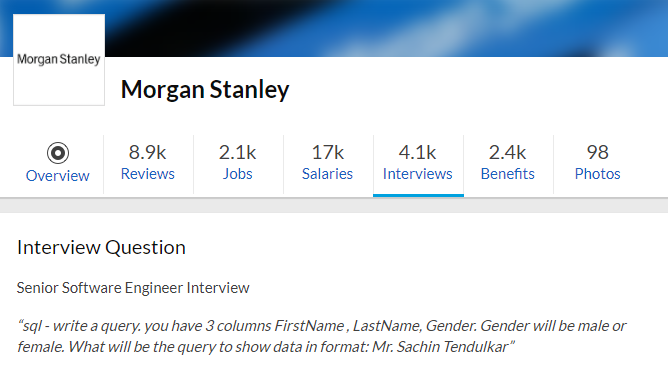 Morgan Stanley
Morgan Stanley
8.9k 2.1k 17k 4.1k 2.4k 98
Overview Reviews Jobs Salaries Interviews Benefits Photos
Interview Question
Senior Software Engineer Interview
“sql - write a query. you have 3 columns FirstName , LastName, Gender. Gender will be male or
female. What will be the query to show data in format: Mr. Sachin Tendulkar”